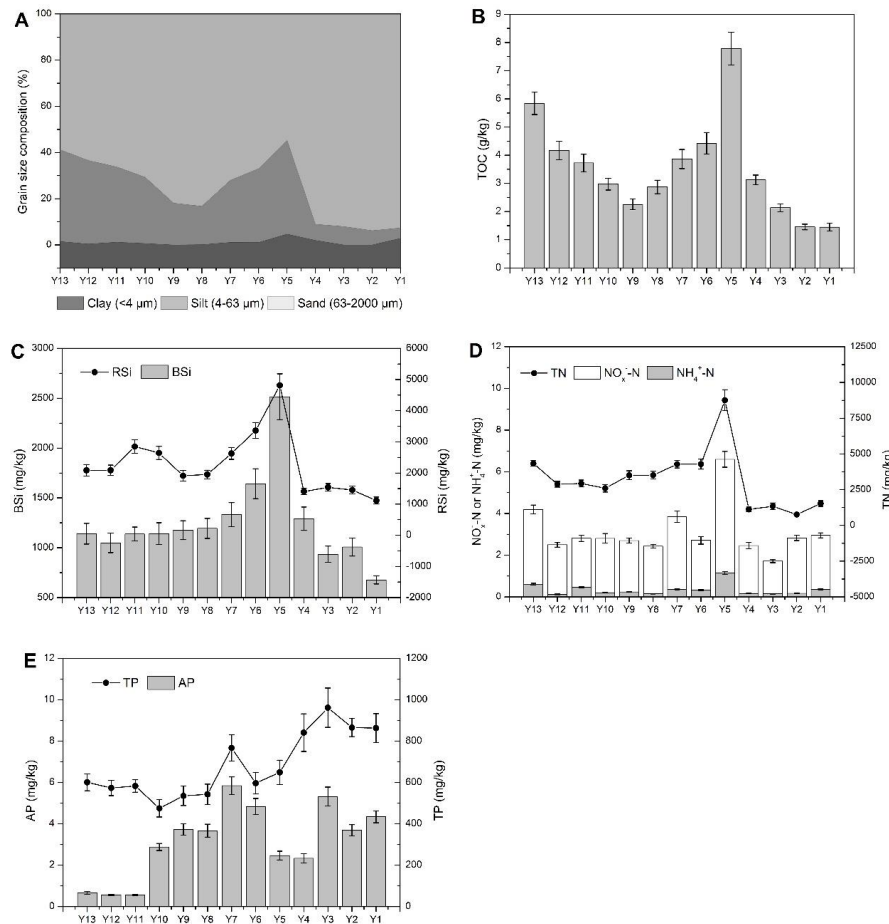 A
Grain size composition (%)
100
80
60
40
20
0
Y13 Y12 Y11 Y10 Y9 Y8 Y7 Y6 Y5 Y4 Y3 Y2 Y1
Clay (<4 µm) Silt (4-63 µm) Sand (63-2000 µm)
B
TOC (g/kg)
9
8
7
6
5
4
3
2
1
0
Y13 Y12 Y11 Y10 Y9 Y8 Y7 Y6 Y5 Y4 Y3 Y2 Y1
C
RSi BSi
BSi (mg/kg)
3000
2500
2000
1500
1000
500
RSi (mg/kg)
6000
5000
4000
3000
2000
1000
0
-1000
-2000
Y13 Y12 Y11 Y10 Y9 Y8 Y7 Y6 Y5 Y4 Y3 Y2 Y1
D
TN NOx⁻-N NH4⁺-N
NOx⁻-N or NH4⁺-N (mg/kg)
12
10
8
6
4
2
0
TN (mg/kg)
12500
10000
7500
5000
2500
0
-2500
-5000
Y13 Y12 Y11 Y10 Y9 Y8 Y7 Y6 Y5 Y4 Y3 Y2 Y1
E
TP AP
AP (mg/kg)
12
10
8
6
4
2
0
TP (mg/kg)
1200
1000
800
600
400
200
0
Y13 Y12 Y11 Y10 Y9 Y8 Y7 Y6 Y5 Y4 Y3 Y2 Y1